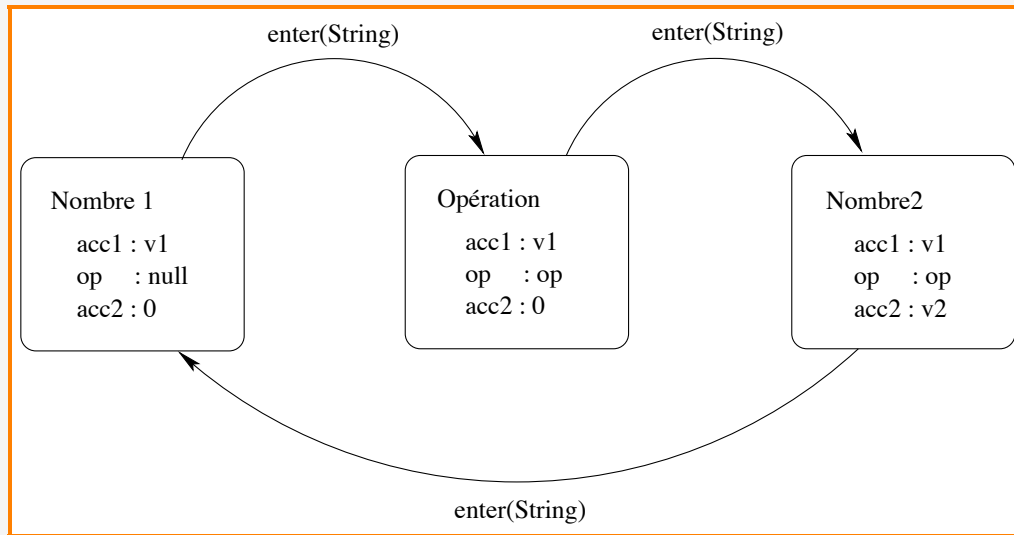 enter(String)
enter(String)
Nombre 1
acc1 : v1
op : null
acc2 : 0
Opération
acc1 : v1
op : op
acc2 : 0
Nombre2
acc1 : v1
op : op
acc2 : v2
enter(String)